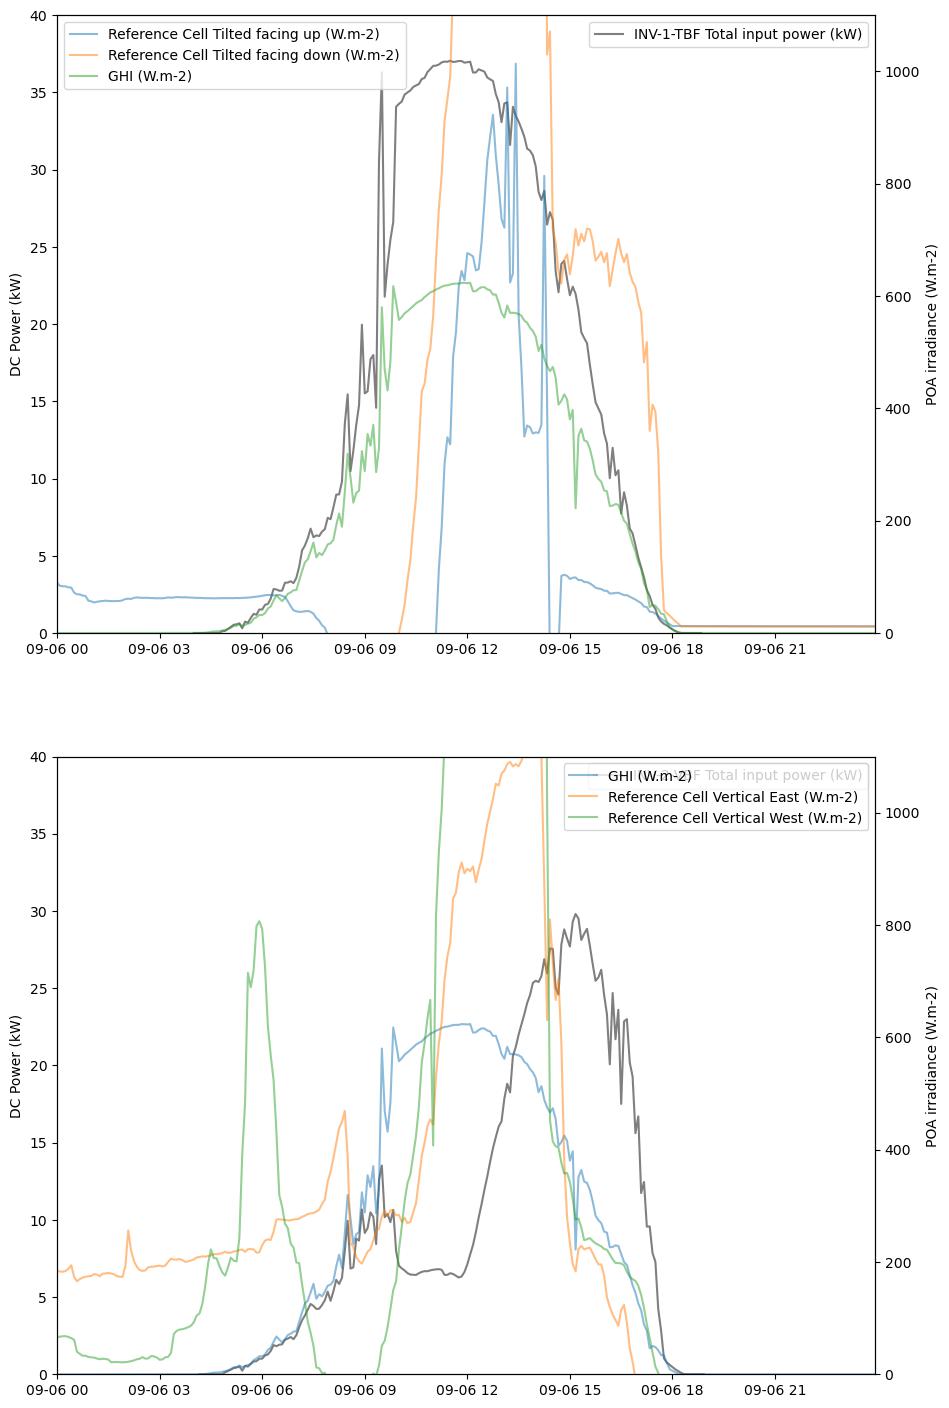 40
35
30
25
20
15
10
5
0
DC Power (kW)
Reference Cell Tilted facing up (W.m-2)
Reference Cell Tilted facing down (W.m-2)
GHI (W.m-2)
INV-1-TBF Total input power (kW)
1000
800
600
400
200
0
POA irradiance (W.m-2)
09-06 00 09-06 03 09-06 06 09-06 09 09-06 12 09-06 15 09-06 18 09-06 21
40
35
30
25
20
15
10
5
0
DC Power (kW)
GHI (W.m-2)
F Total input power (kW)
Reference Cell Vertical East (W.m-2)
Reference Cell Vertical West (W.m-2)
1000
800
600
400
200
0
POA irradiance (W.m-2)
09-06 00 09-06 03 09-06 06 09-06 09 09-06 12 09-06 15 09-06 18 09-06 21